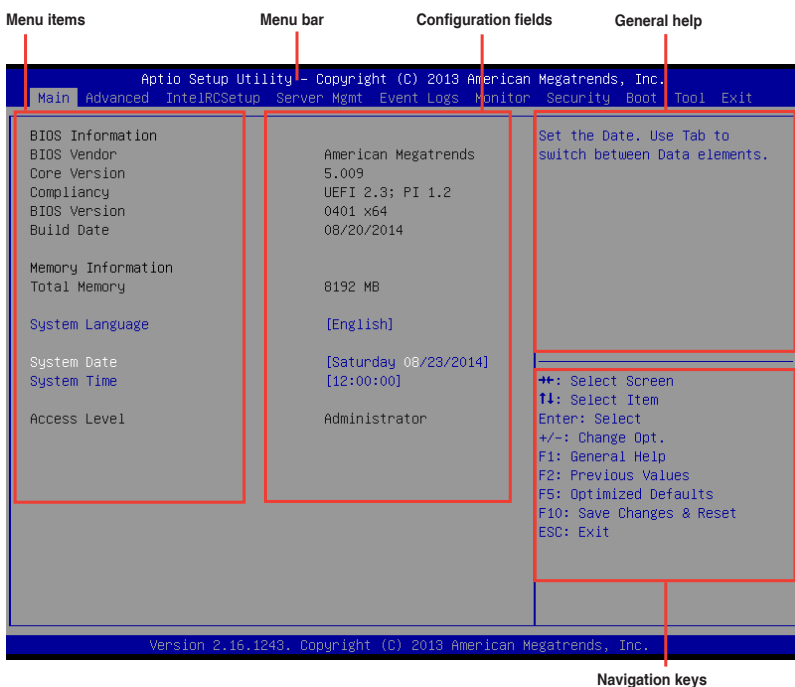 Menu items Menu bar Configuration fields General help
Aptio Setup Utility – Copyright (C) 2013 American Megatrends, Inc.
Main Advanced IntelRCSetup Server Mgmt Event Logs Monitor Security Boot Tool Exit
BIOS Information
BIOS Vendor American Megatrends
Core Version 5.009
Compliancy UEFI 2.3; PI 1.2
BIOS Version 0401 x64
Build Date 08/20/2014
Memory Information
Total Memory 8192 MB
System Language [English]
System Date [Saturday 08/23/2014]
System Time [12:00:00]
Access Level Administrator
Set the Date. Use Tab to
switch between Data elements.
→←: Select Screen
↑↓: Select Item
Enter: Select
+/-: Change Opt.
F1: General Help
F2: Previous Values
F5: Optimized Defaults
F10: Save Changes & Reset
ESC: Exit
Version 2.16.1243. Copyright (C) 2013 American Megatrends, Inc.
Navigation keys